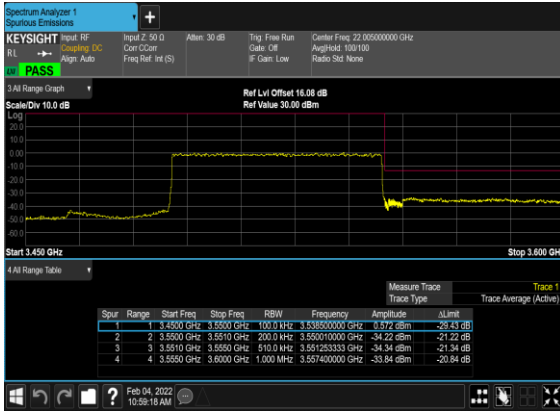 Spectrum Analyzer 1
Spurious Emissions
+
KEYSIGHT Input: RF Input Z: 50 Ω Atten: 30 dB Trig: Free Run Center Freq: 22.005000000 GHz
RL Coupling: DC Corr CCorr Gate: Off Avg|Hold: 100/100
Align: Auto Freq Ref: Int (S) IF Gain: Low Radio Std: None
PASS
3 All Range Graph
Ref Lvl Offset 16.08 dB
Scale/Div 10.0 dB Ref Value 30.00 dBm
Log
20.0
10.0
0.00
-10.0
-20.0
-30.0
-40.0
-50.0
-60.0
Start 3.450 GHz Stop 3.600 GHz
4 All Range Table
Measure Trace Trace 1
Trace Type Trace Average (Active)
Spur Range Start Freq Stop Freq RBW Frequency Amplitude ΔLimit
1 1 3.4500 GHz 3.5500 GHz 100.0 kHz 3.538500000 GHz 0.572 dBm -29.43 dB
2 2 3.5500 GHz 3.5510 GHz 200.0 kHz 3.550010000 GHz -34.22 dBm -21.22 dB
3 3 3.5510 GHz 3.5550 GHz 510.0 kHz 3.551253333 GHz -34.34 dBm -21.34 dB
4 4 3.5550 GHz 3.6000 GHz 1.000 MHz 3.557400000 GHz -33.84 dBm -20.84 dB
? Feb 04, 2022
10:59:18 AM